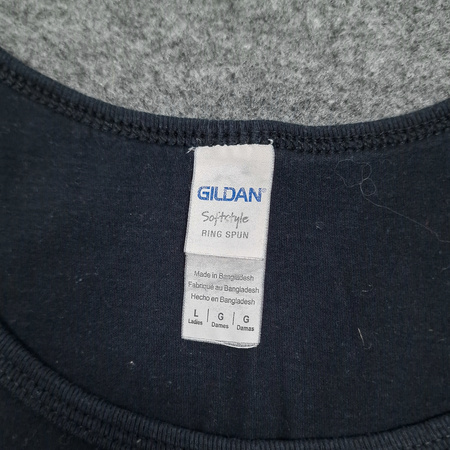 GILDAN®
Softstyle
RING SPUN
Made in Bangladesh
Fabriqué au Bangladesh
Hecho en Bangladesh
L | G | G
Ladies | Dames | Damas